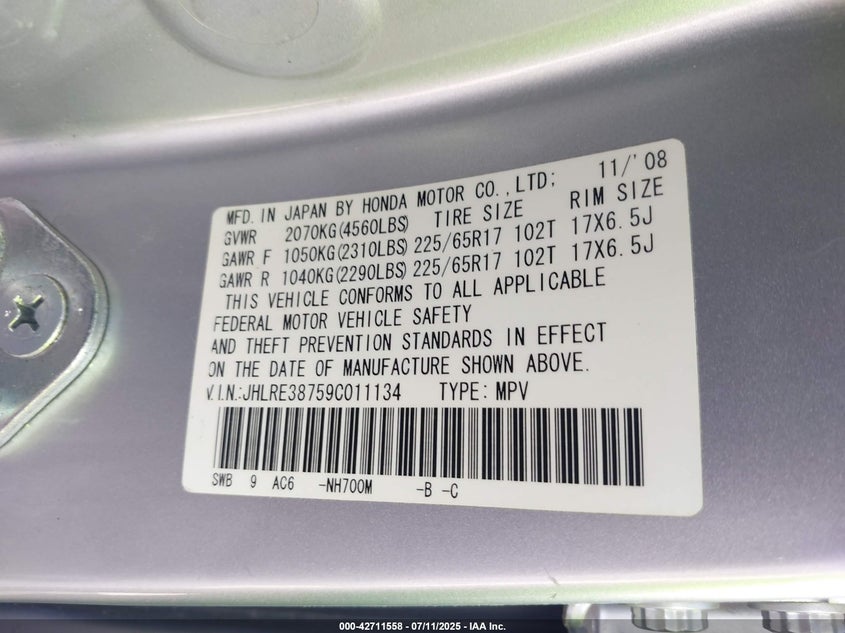 MFD. IN JAPAN BY HONDA MOTOR CO., LTD; 11/'08
GVWR 2070KG(4560LBS) TIRE SIZE RIM SIZE
GAWR F 1050KG(2310LBS) 225/65R17 102T 17X6.5J
GAWR R 1040KG(2290LBS) 225/65R17 102T 17X6.5J
THIS VEHICLE CONFORMS TO ALL APPLICABLE
FEDERAL MOTOR VEHICLE SAFETY
AND THEFT PREVENTION STANDARDS IN EFFECT
ON THE DATE OF MANUFACTURE SHOWN ABOVE.
V.I.N.:JHLRE38759C011134 TYPE: MPV
SWB 9 AC6 -NH700M -B -C
000-42711558 - 07/11/2025 - IAA Inc.